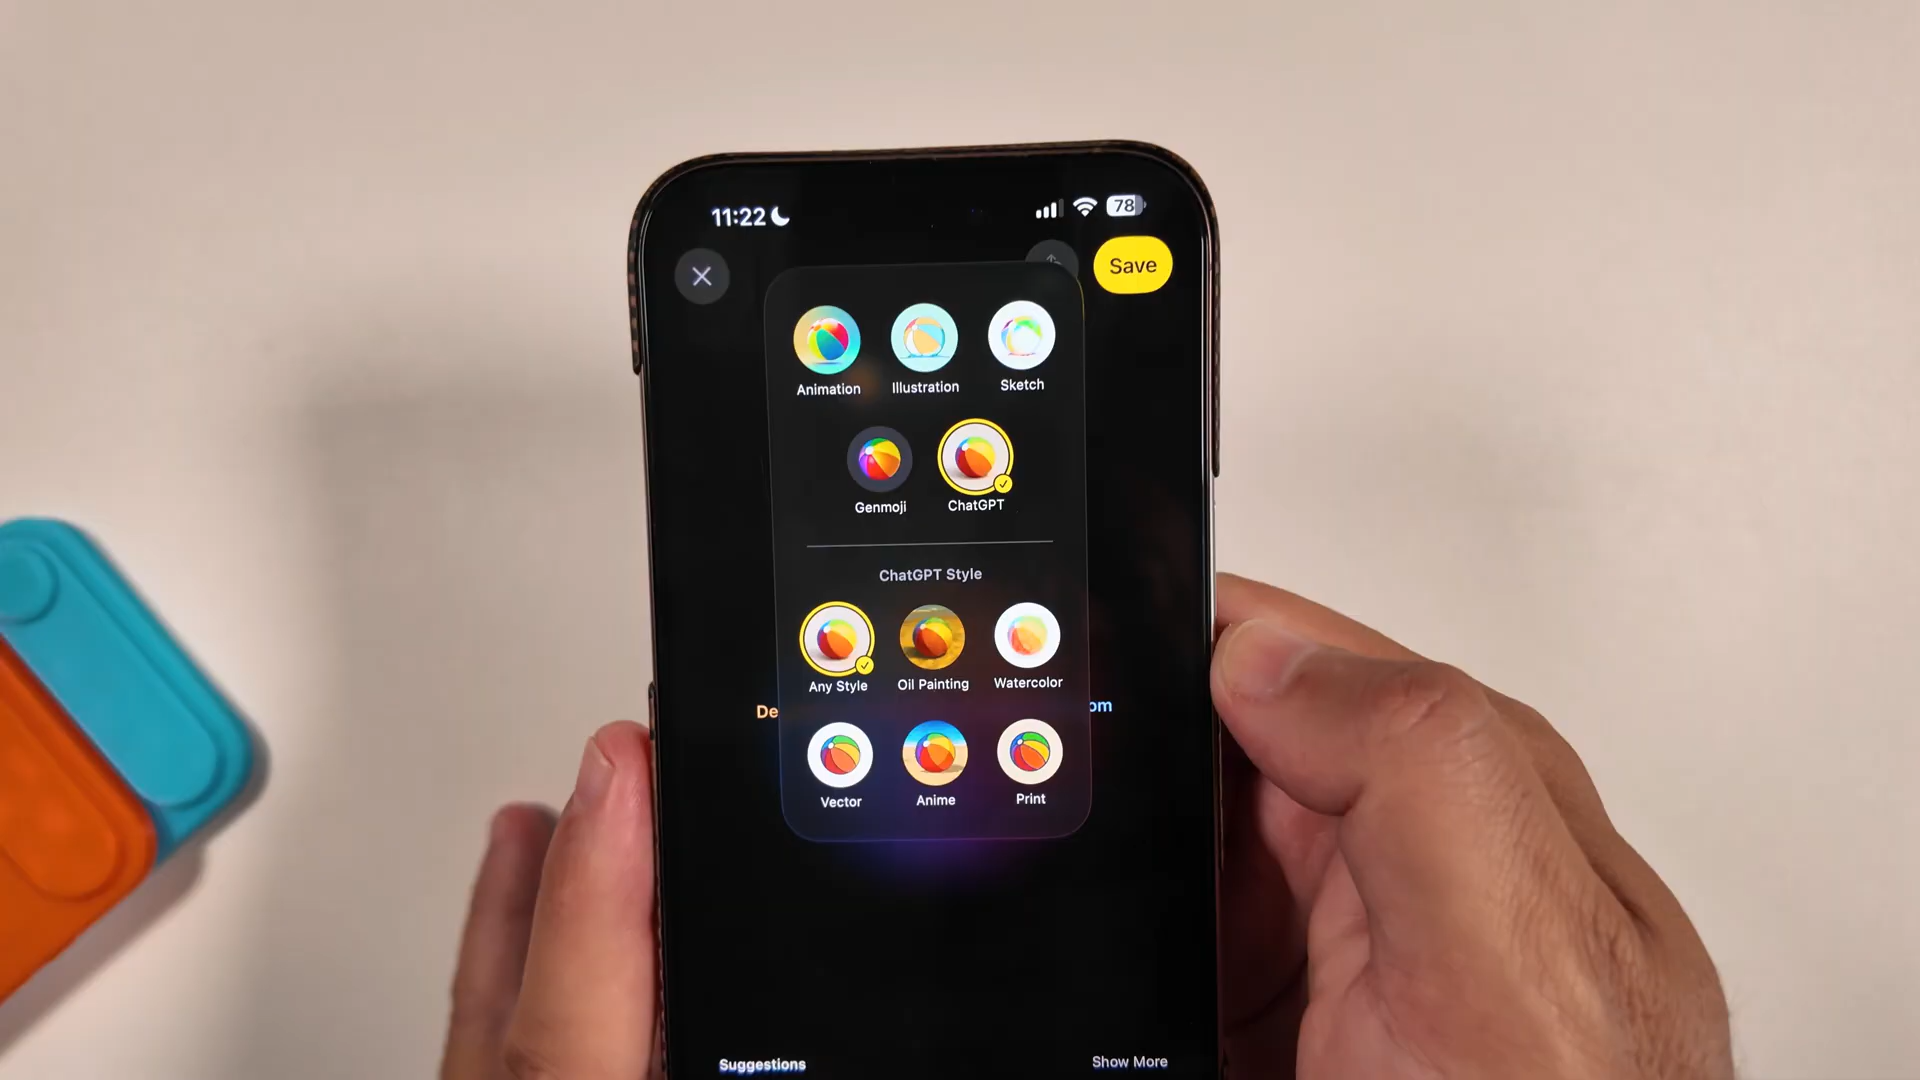 11:22
78
Save
Animation Illustration Sketch
Genmoji ChatGPT
ChatGPT Style
Any Style Oil Painting Watercolor
De om
Vector Anime Print
Suggestions Show More